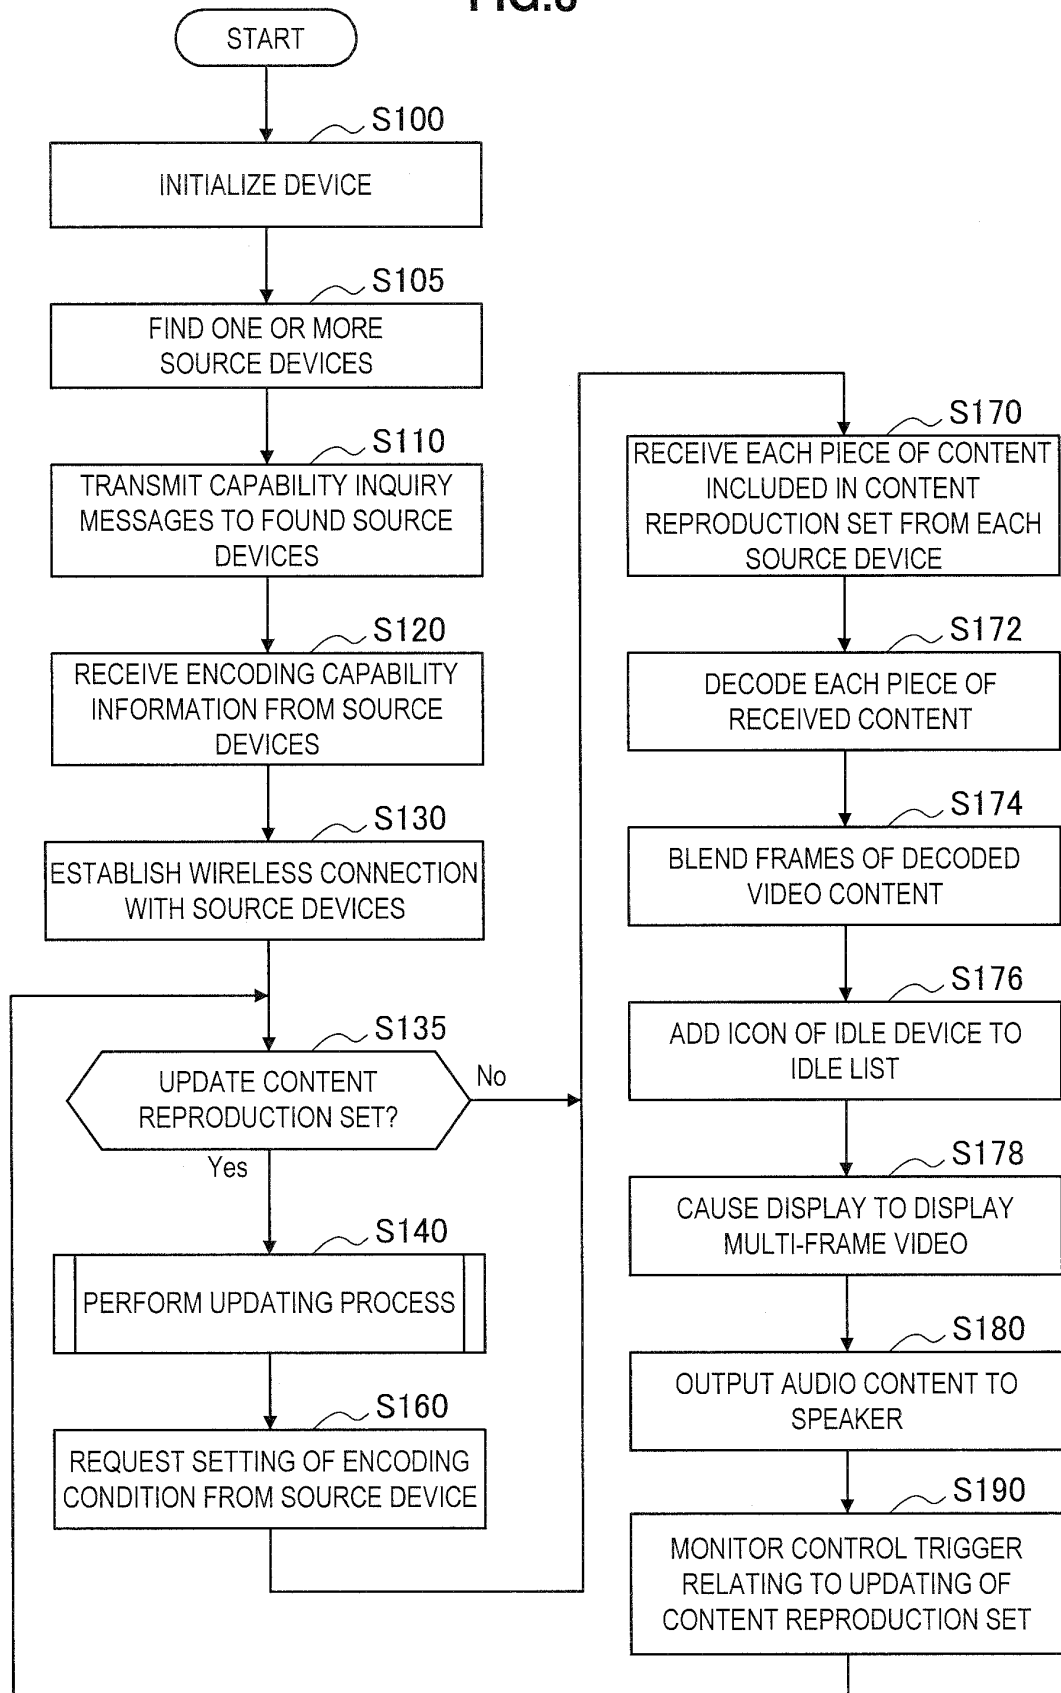 START
S100
INITIALIZE DEVICE
S105
FIND ONE OR MORE
SOURCE DEVICES
S110
TRANSMIT CAPABILITY INQUIRY
MESSAGES TO FOUND SOURCE
DEVICES
S120
RECEIVE ENCODING CAPABILITY
INFORMATION FROM SOURCE
DEVICES
S130
ESTABLISH WIRELESS CONNECTION
WITH SOURCE DEVICES
S135
UPDATE CONTENT
REPRODUCTION SET?
No
Yes
S140
PERFORM UPDATING PROCESS
S160
REQUEST SETTING OF ENCODING
CONDITION FROM SOURCE DEVICE
S170
RECEIVE EACH PIECE OF CONTENT
INCLUDED IN CONTENT
REPRODUCTION SET FROM EACH
SOURCE DEVICE
S172
DECODE EACH PIECE OF
RECEIVED CONTENT
S174
BLEND FRAMES OF DECODED
VIDEO CONTENT
S176
ADD ICON OF IDLE DEVICE TO
IDLE LIST
S178
CAUSE DISPLAY TO DISPLAY
MULTI-FRAME VIDEO
S180
OUTPUT AUDIO CONTENT TO
SPEAKER
S190
MONITOR CONTROL TRIGGER
RELATING TO UPDATING OF
CONTENT REPRODUCTION SET